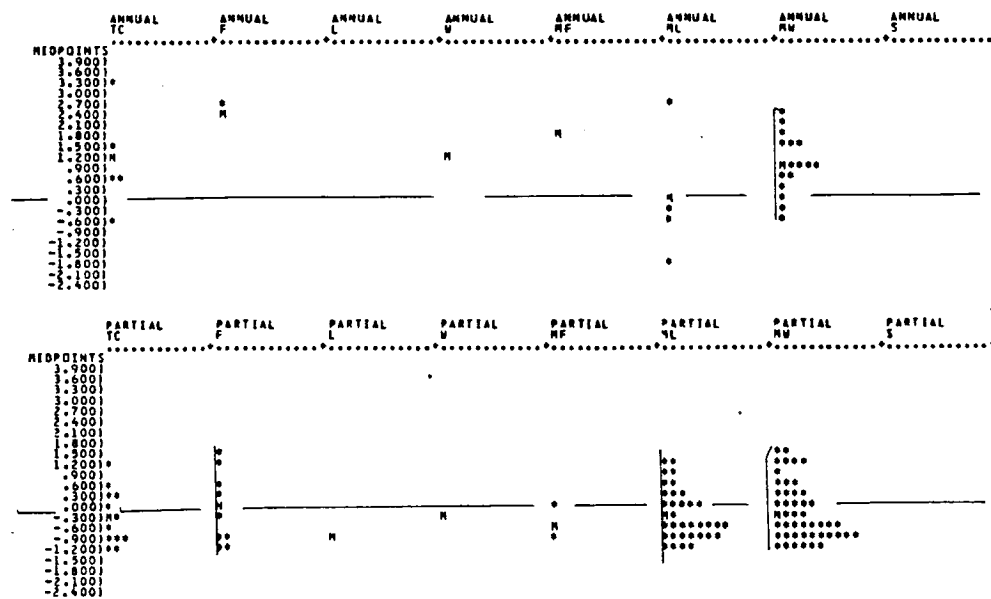 ANNUAL TC ANNUAL F ANNUAL L ANNUAL W ANNUAL MF ANNUAL ML ANNUAL MW ANNUAL S
MIDPOINTS
3.900)
3.600)
3.300)*
3.000)
2.700) * *
2.400) M *
2.100) *
1.800) M *
1.500)* ***
1.200)M M
.900) M****
.600)** **
.300) *
.000) M *
-.300) * *
-.600)* * *
-.900)
-1.200)
-1.500)
-1.800) *
-2.100)
-2.400)
PARTIAL TC PARTIAL F PARTIAL L PARTIAL W PARTIAL MF PARTIAL ML PARTIAL MW PARTIAL S
MIDPOINTS
3.900)
3.600)
3.300)
3.000)
2.700)
2.400)
2.100)
1.800)
1.500) * **
1.200)* * ** ****
.900) ** *
.600)* * ** ***
.300)** * *** ****
.000)* M * **** *****
-.300)M* * M M* M***
-.600)* M ******* *********
-.900)*** ** M * ****** ***********
-1.200)** ** **** *******
-1.500)
-1.800)
-2.100)
-2.400)